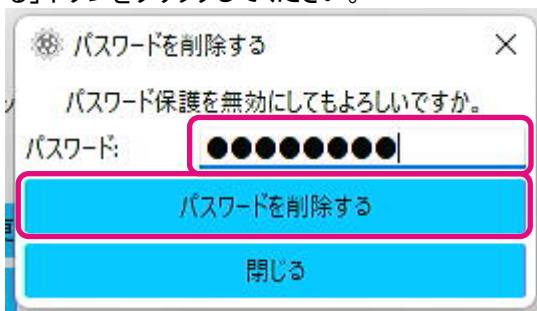 る」ボタンをクリックしてください。
パスワードを削除する
パスワード保護を無効にしてもよろしいですか。
パスワード: ●●●●●●●●
パスワードを削除する
閉じる